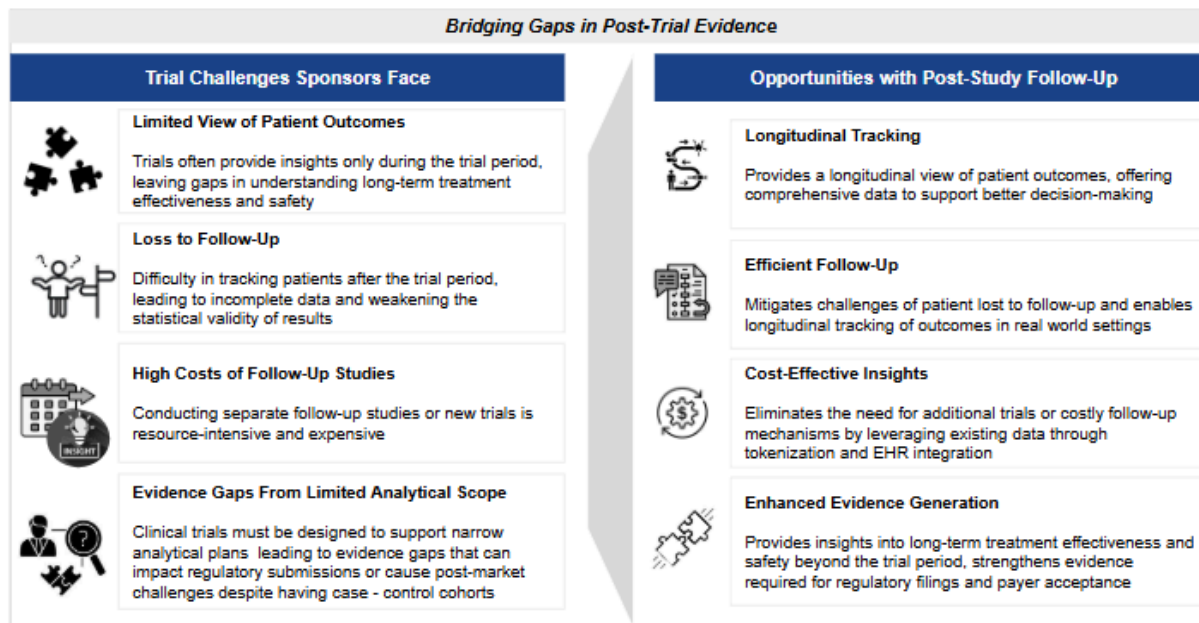 Bridging Gaps in Post-Trial Evidence
Trial Challenges Sponsors Face
Limited View of Patient Outcomes
Trials often provide insights only during the trial period,
leaving gaps in understanding long-term treatment
effectiveness and safety
Loss to Follow-Up
Difficulty in tracking patients after the trial period,
leading to incomplete data and weakening the
statistical validity of results
High Costs of Follow-Up Studies
Conducting separate follow-up studies or new trials is
resource-intensive and expensive
INSIGHT
Evidence Gaps From Limited Analytical Scope
Clinical trials must be designed to support narrow
analytical plans leading to evidence gaps that can
impact regulatory submissions or cause post-market
challenges despite having case - control cohorts
Opportunities with Post-Study Follow-Up
Longitudinal Tracking
Provides a longitudinal view of patient outcomes, offering
comprehensive data to support better decision-making
Efficient Follow-Up
Mitigates challenges of patient lost to follow-up and enables
longitudinal tracking of outcomes in real world settings
Cost-Effective Insights
Eliminates the need for additional trials or costly follow-up
mechanisms by leveraging existing data through
tokenization and EHR integration
Enhanced Evidence Generation
Provides insights into long-term treatment effectiveness and
safety beyond the trial period, strengthens evidence
required for regulatory filings and payer acceptance